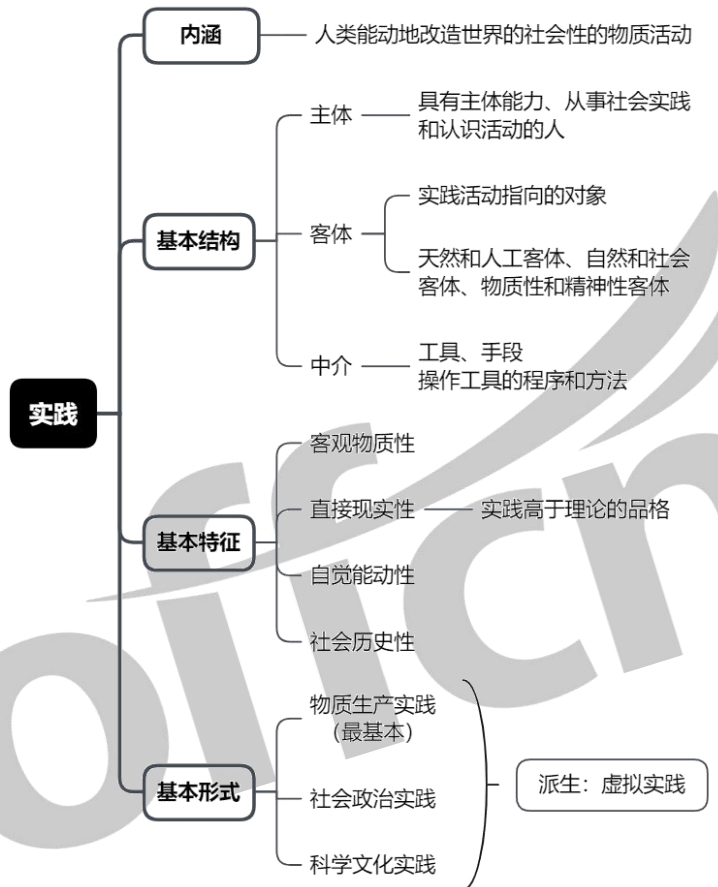 内涵
人类能动地改造世界的社会性的物质活动
基本结构
主体
具有主体能力、从事社会实践
和认识活动的人
客体
实践活动指向的对象
天然和人工客体、自然和社会
客体、物质性和精神性客体
中介
工具、手段
操作工具的程序和方法
实践
基本特征
客观物质性
直接现实性
实践高于理论的品格
自觉能动性
社会历史性
基本形式
物质生产实践
（最基本）
社会政治实践
科学文化实践
派生：虚拟实践
offcn